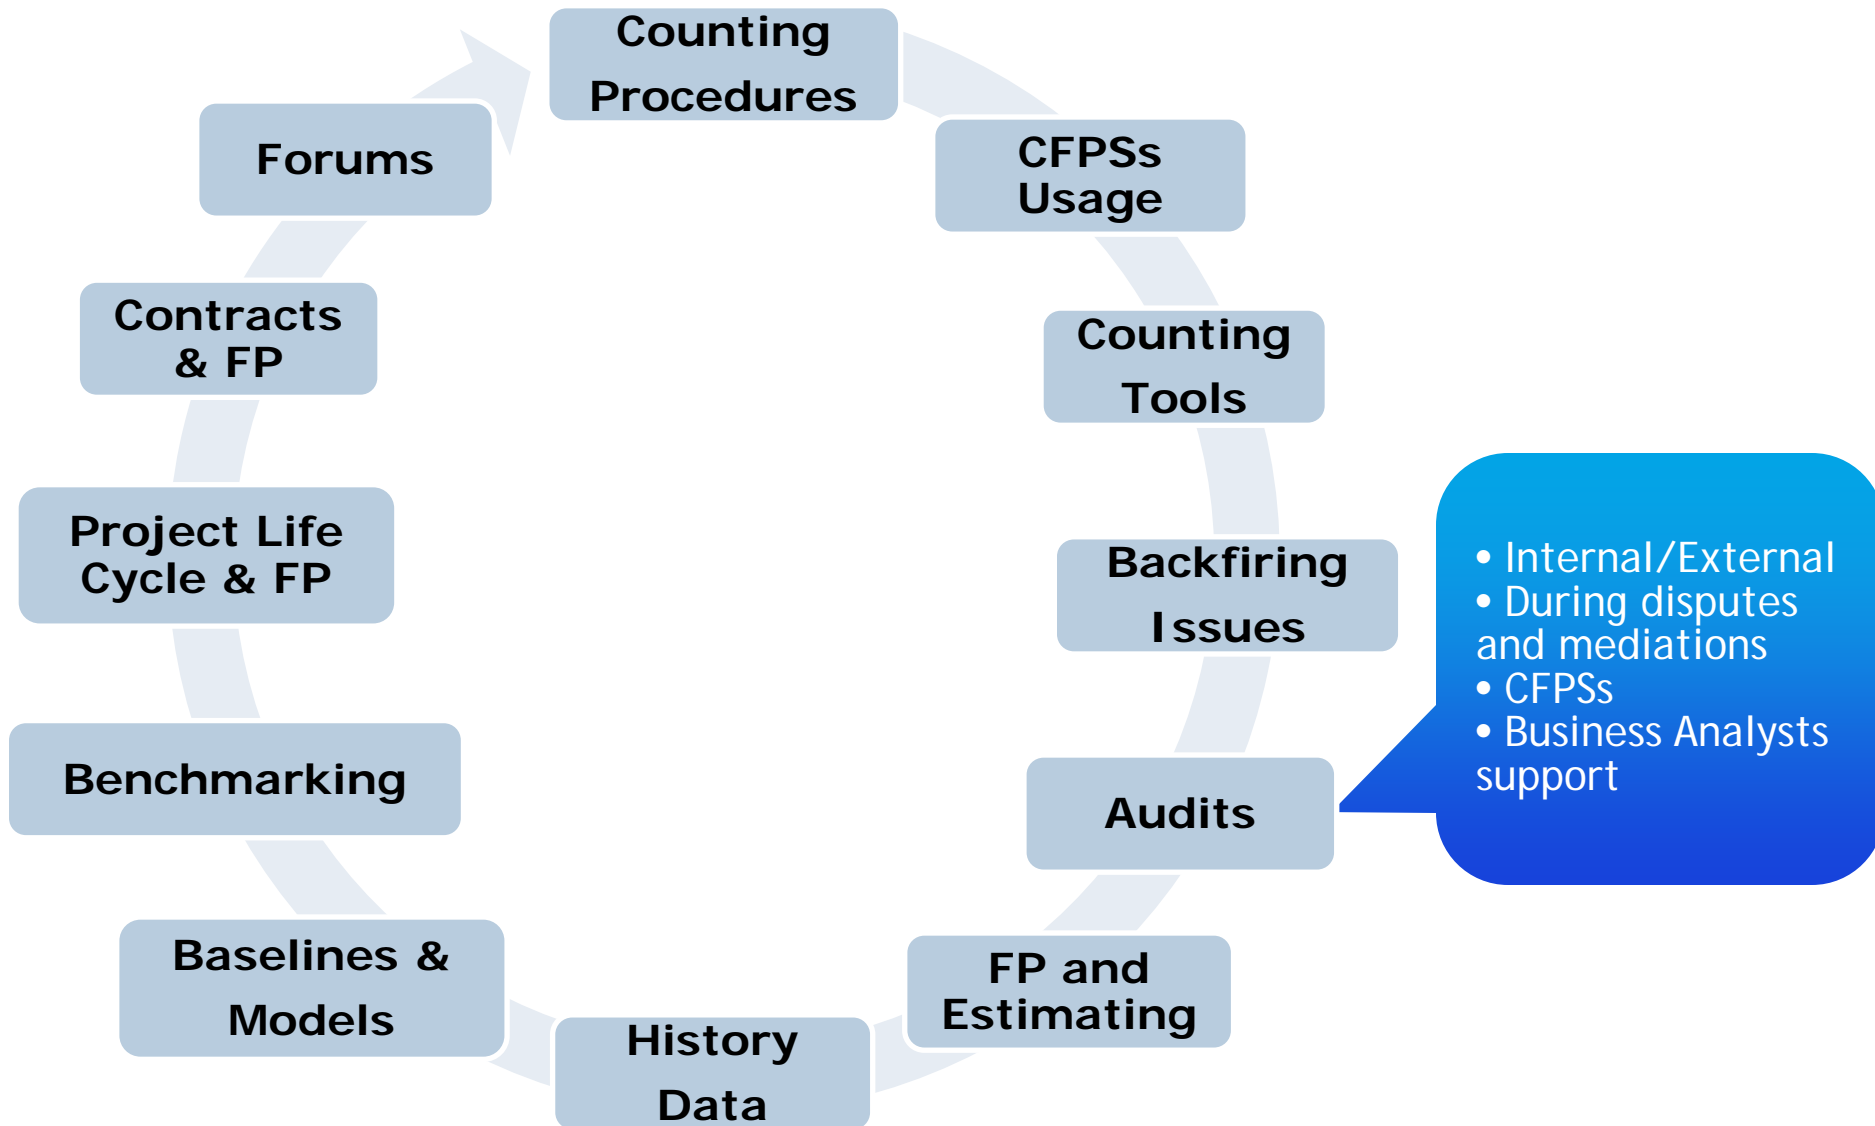 Counting
Procedures
CFPSs
Usage
Counting
Tools
Backfiring
Issues
Audits
• Internal/External
• During disputes
and mediations
• CFPSs
• Business Analysts
support
FP and
Estimating
History
Data
Baselines &
Models
Benchmarking
Project Life
Cycle & FP
Contracts
& FP
Forums